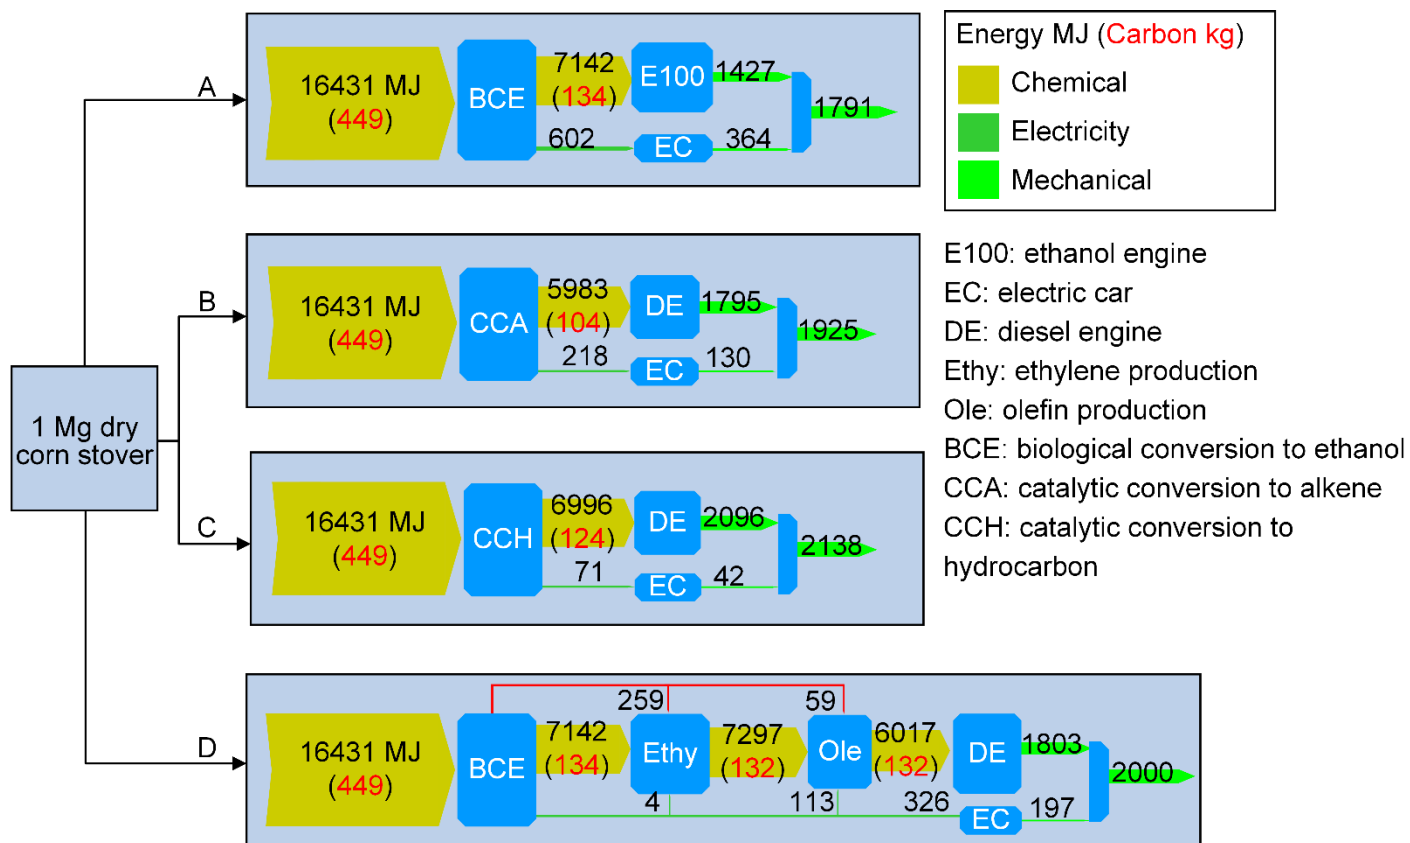 A
16431 MJ
(449)
BCE
7142
(134)
E100
1427
602
EC
364
1791
Energy MJ (Carbon kg)
Chemical
Electricity
Mechanical
B
16431 MJ
(449)
CCA
5983
(104)
DE
1795
218
EC
130
1925
E100: ethanol engine
EC: electric car
DE: diesel engine
Ethy: ethylene production
Ole: olefin production
BCE: biological conversion to ethanol
CCA: catalytic conversion to alkene
CCH: catalytic conversion to
hydrocarbon
1 Mg dry
corn stover
C
16431 MJ
(449)
CCH
6996
(124)
DE
2096
71
EC
42
2138
D
16431 MJ
(449)
BCE
259
59
7142
(134)
Ethy
7297
(132)
Ole
6017
(132)
DE
1803
4
113
326
EC
197
2000